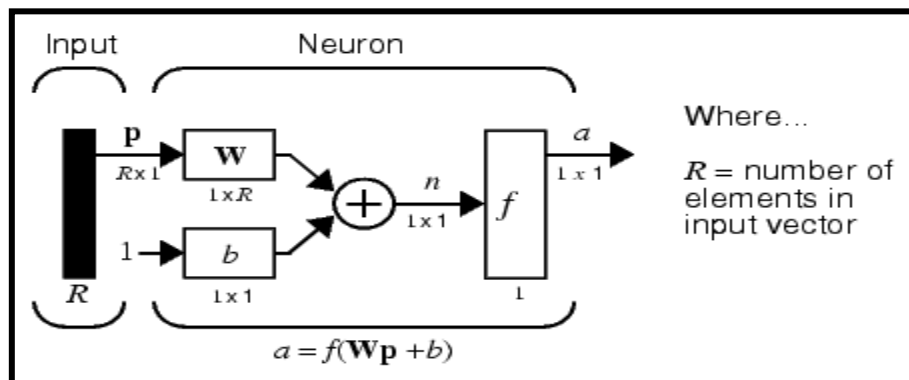 Input
Neuron
p
R x 1
W
1 x R
1
b
1 x 1
n
1 x 1
f
1
a
1 x 1
R
a = f(Wp + b)
Where...
R = number of
elements in
input vector